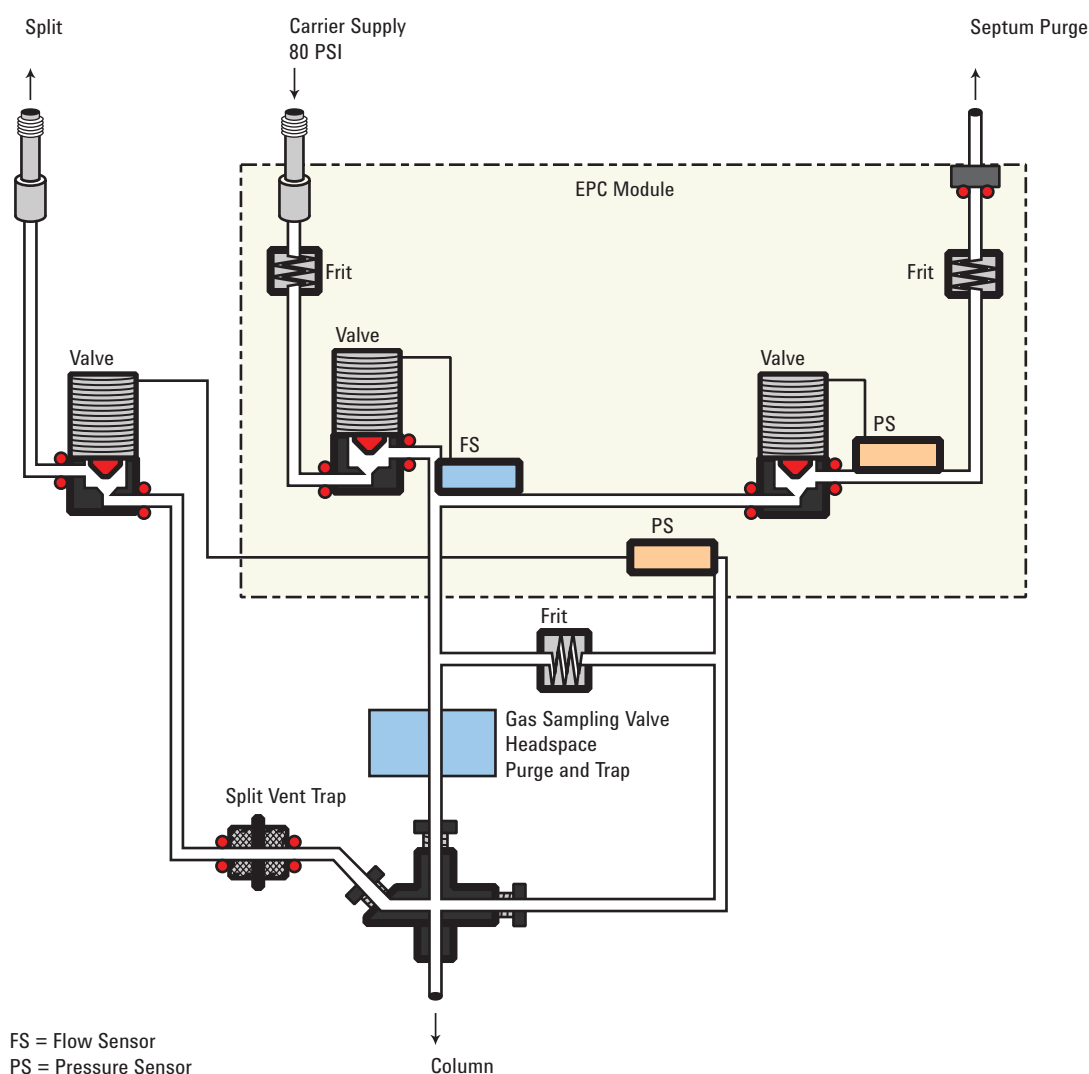 Split
Carrier Supply
80 PSI
Septum Purge
EPC Module
Frit
Frit
Valve
Valve
Valve
FS
PS
PS
Frit
Gas Sampling Valve
Headspace
Purge and Trap
Split Vent Trap
FS = Flow Sensor
PS = Pressure Sensor
Column